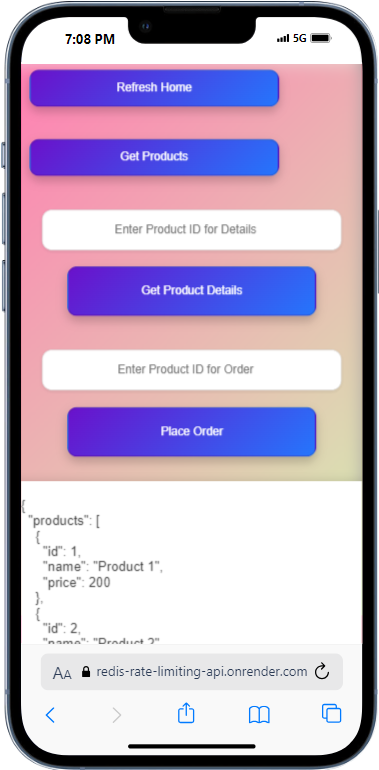 7:08 PM 5G
Refresh Home
Get Products
Enter Product ID for Details
Get Product Details
Enter Product ID for Order
Place Order
{
"products": [
{
"id": 1,
"name": "Product 1",
"price": 200
},
{
"id": 2,
"name": "Product 2"
AA redis-rate-limiting-api.onrender.com